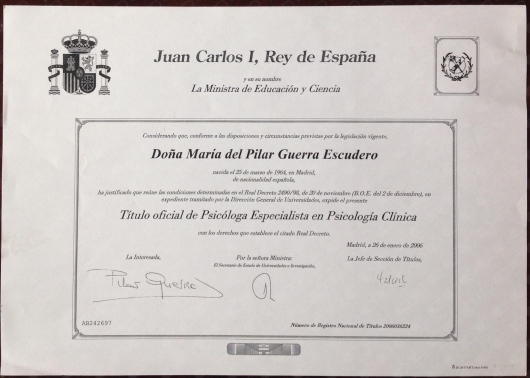 Juan Carlos I, Rey de España
y en su nombre
La Ministra de Educación y Ciencia
Considerando que, conforme a las disposiciones y circunstancias previstas por la legislación vigente,
Doña María del Pilar Guerra Escudero
nacida el 25 de marzo de 1964, en Madrid,
de nacionalidad española,
ha justificado que reúne las condiciones determinadas en el Real Decreto 2490/98, de 20 de noviembre (B.O.E. del 2 de diciembre), en
expediente tramitado por la Dirección General de Universidades, expide el presente
Título oficial de Psicóloga Especialista en Psicología Clínica
con los derechos que establece el citado Real Decreto.
Madrid, a 26 de enero de 2006
La Interesada, Por la señora Ministra: La Jefe de Sección de Títulos,
El Secretario de Estado de Universidades e Investigación,
Pilar Guerra
AB242697
Número de Registro Nacional de Títulos 2006036224